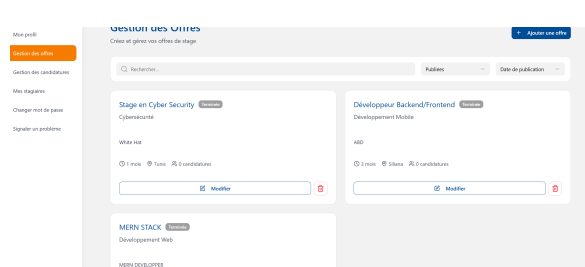 Mon profil
Gestion des offres
Gestion des candidatures
Mes stagiaires
Changer mot de passe
Signaler un problème
Gestion des Offres
Créez et gérez vos offres de stage
+ Ajouter une offre
Rechercher...
Publiées
Date de publication
Stage en Cyber Security Terminée
Cybersécurité
White Hat
1 mois Tunis 0 candidatures
Modifier
Développeur Backend/Frontend Terminée
Développement Mobile
ABD
3 mois Siliana 0 candidatures
Modifier
MERN STACK Terminée
Développement Web
MERN DEVELOPPER